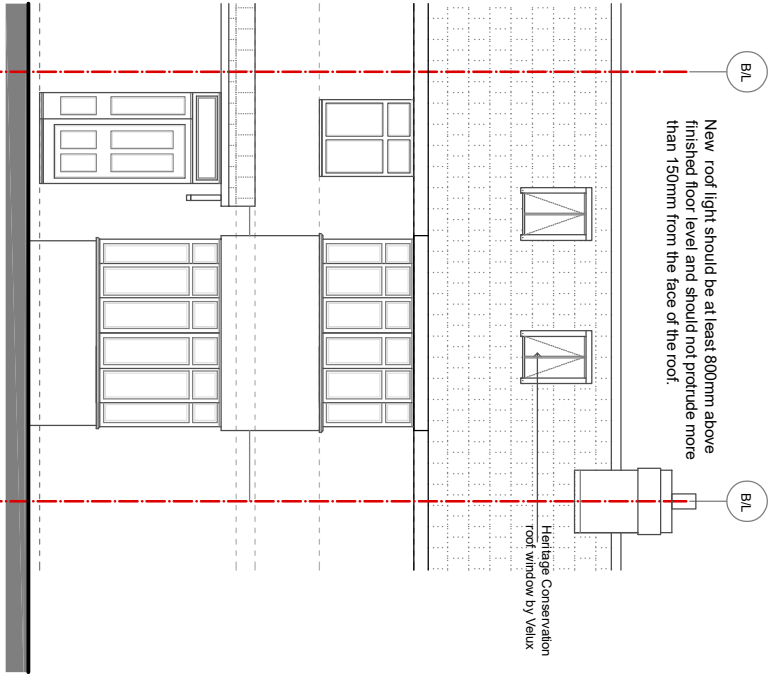 B/L
New roof light should be at least 800mm above
finished floor level and should not protrude more
than 150mm from the face of the roof.
B/L
Heritage Conservation
roof window by Velux